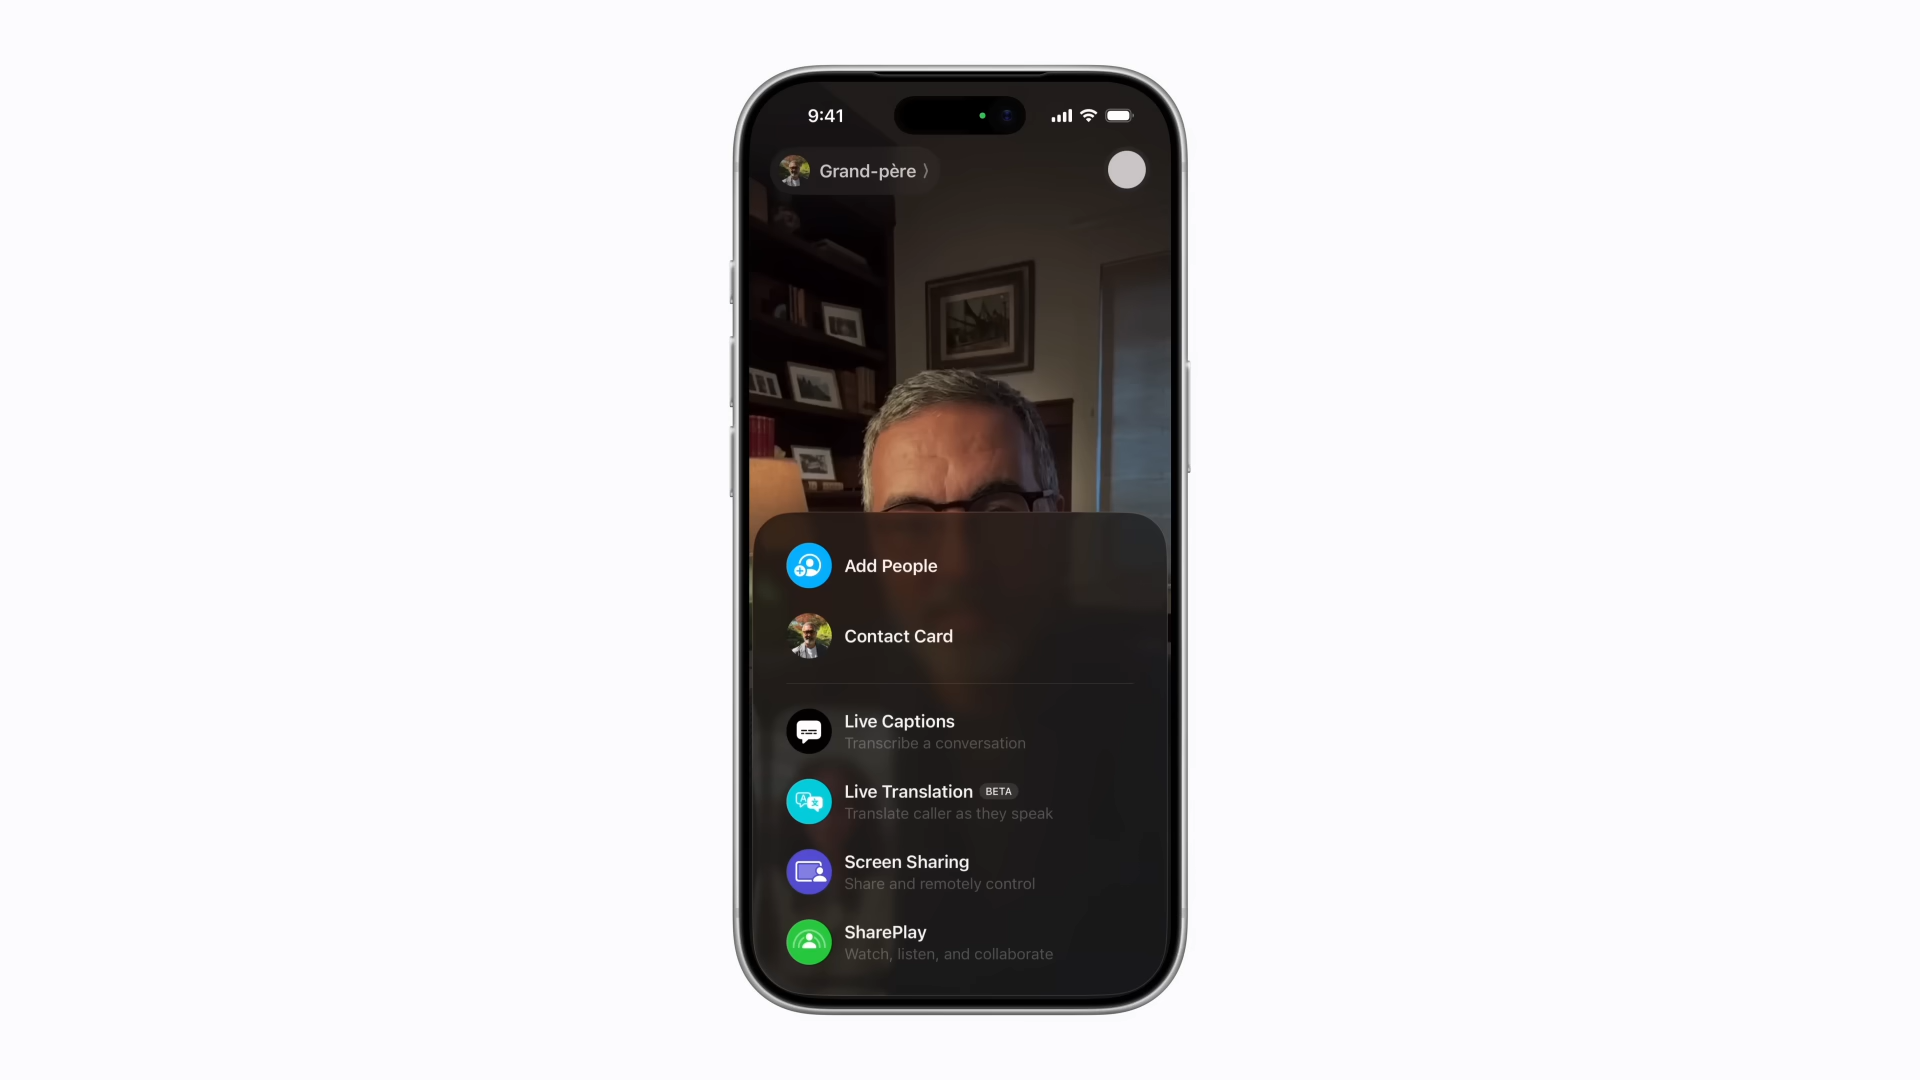 9:41
Grand-père
Add People
Contact Card
Live Captions
Transcribe a conversation
Live Translation BETA
Translate caller as they speak
Screen Sharing
Share and remotely control
SharePlay
Watch, listen, and collaborate